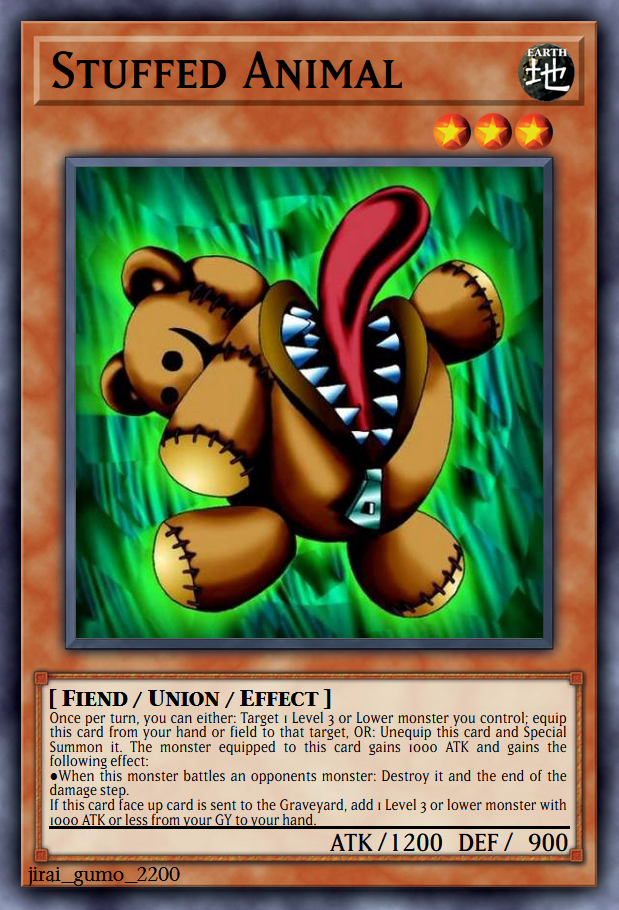 STUFFED ANIMAL
EARTH
地
[ FIEND / UNION / EFFECT ]
Once per turn, you can either: Target 1 Level 3 or Lower monster you control; equip
this card from your hand or field to that target, OR: Unequip this card and Special
Summon it. The monster equipped to this card gains 1000 ATK and gains the
following effect:
●When this monster battles an opponents monster: Destroy it and the end of the
damage step.
If this card face up card is sent to the Graveyard, add 1 Level 3 or lower monster with
1000 ATK or less from your GY to your hand.
ATK/1200 DEF/ 900
jirai_gumo_2200